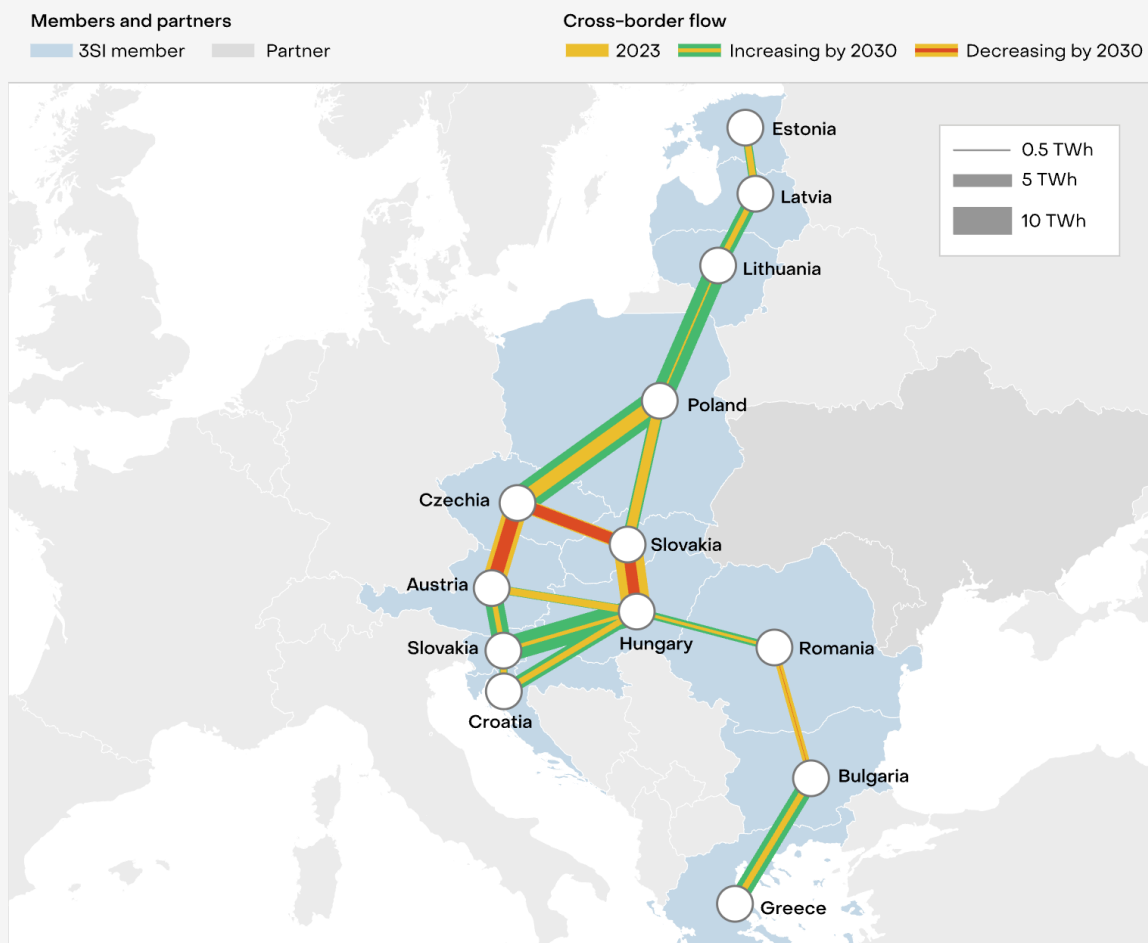 Members and partners
3SI member
Partner
Cross-border flow
2023
Increasing by 2030
Decreasing by 2030
0.5 TWh
5 TWh
10 TWh
Estonia
Latvia
Lithuania
Poland
Czechia
Slovakia
Austria
Hungary
Slovakia
Romania
Croatia
Bulgaria
Greece